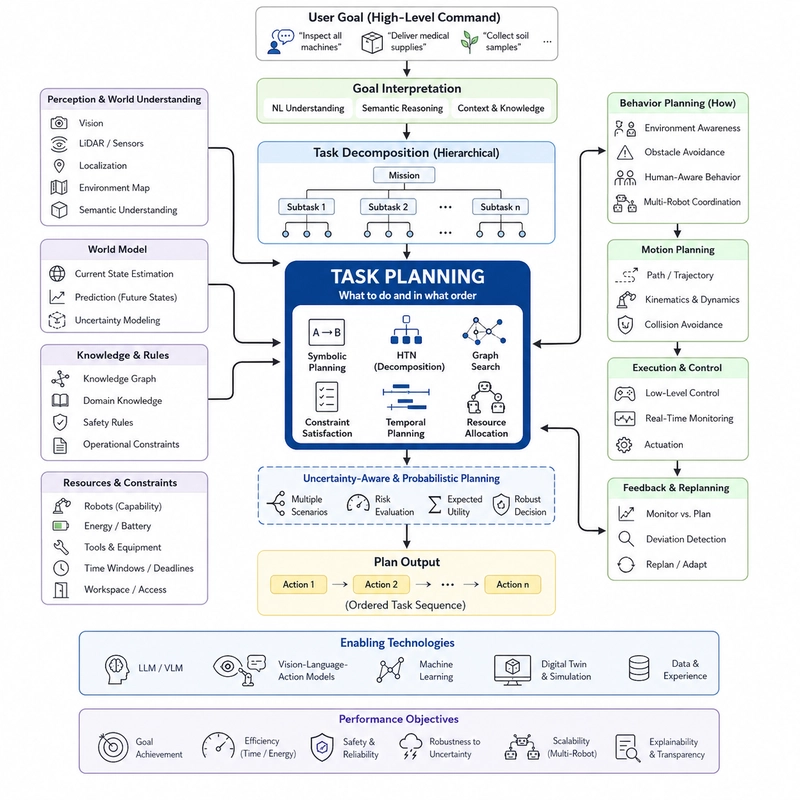 User Goal (High-Level Command)
“Inspect all
machines”
“Deliver medical
supplies”
“Collect soil
samples”
...
Goal Interpretation
NL Understanding
Semantic Reasoning
Context & Knowledge
Task Decomposition (Hierarchical)
Mission
Subtask 1
Subtask 2
...
Subtask n
...
Perception & World Understanding
Vision
LiDAR / Sensors
Localization
Environment Map
Semantic Understanding
World Model
Current State Estimation
Prediction (Future States)
Uncertainty Modeling
Knowledge & Rules
Knowledge Graph
Domain Knowledge
Safety Rules
Operational Constraints
Resources & Constraints
Robots (Capability)
Energy / Battery
Tools & Equipment
Time Windows / Deadlines
Workspace / Access
TASK PLANNING
What to do and in what order
A→B
Symbolic
Planning
HTN
(Decomposition)
Graph
Search
Constraint
Satisfaction
Temporal
Planning
Resource
Allocation
Uncertainty-Aware & Probabilistic Planning
Multiple
Scenarios
Risk
Evaluation
Σ
Expected
Utility
Robust
Decision
Plan Output
Action 1 → Action 2 → ... → Action n
(Ordered Task Sequence)
Behavior Planning (How)
Environment Awareness
Obstacle Avoidance
Human-Aware Behavior
Multi-Robot Coordination
Motion Planning
Path / Trajectory
Kinematics & Dynamics
Collision Avoidance
Execution & Control
Low-Level Control
Real-Time Monitoring
Actuation
Feedback & Replanning
Monitor vs. Plan
Deviation Detection
Replan / Adapt
Enabling Technologies
LLM / VLM
Vision-Language-
Action Models
Machine
Learning
Digital Twin
& Simulation
Data &
Experience
Performance Objectives
Goal
Achievement
Efficiency
(Time / Energy)
Safety &
Reliability
Robustness to
Uncertainty
Scalability
(Multi-Robot)
Explainability
& Transparency